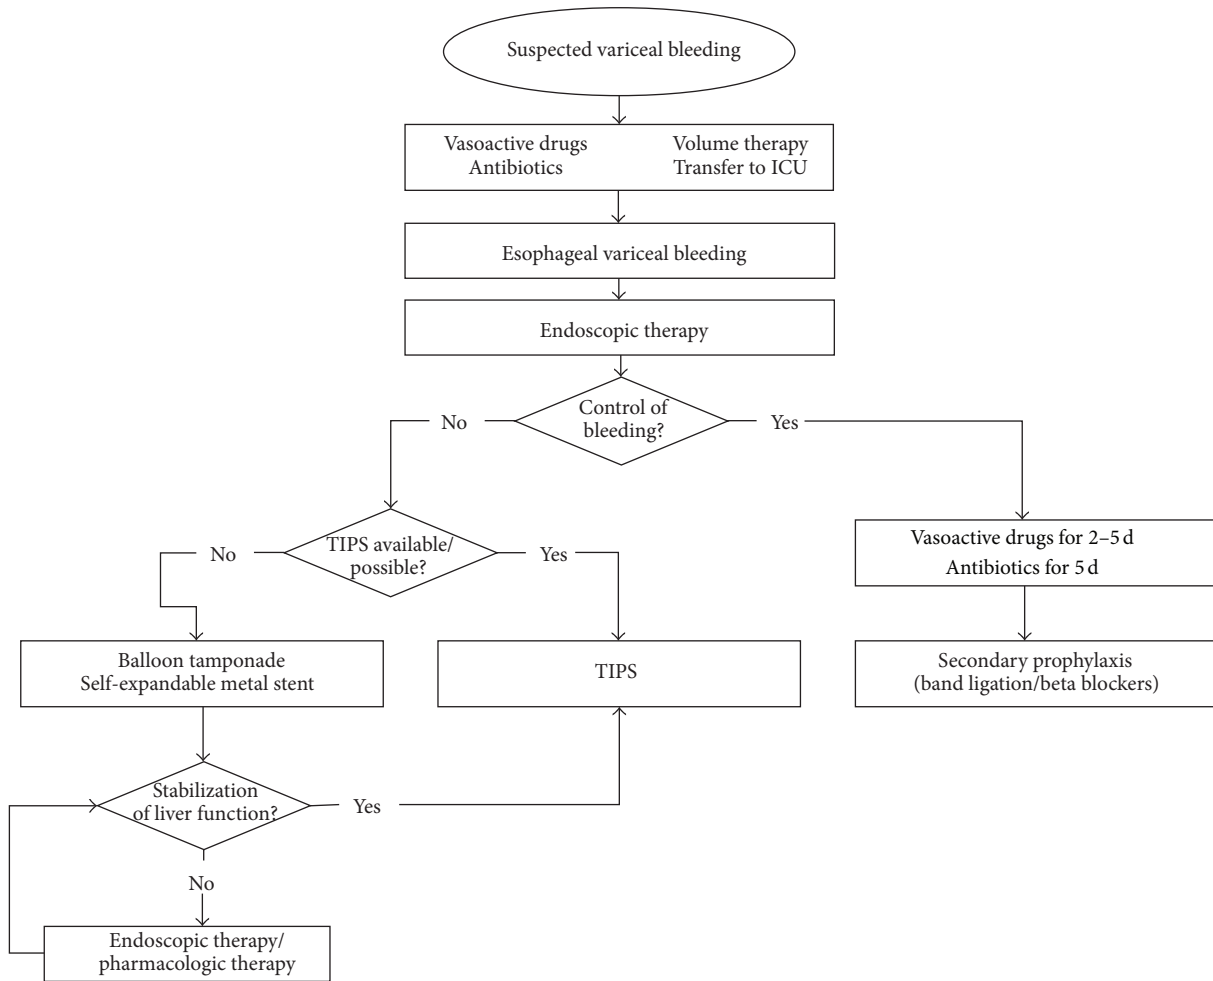 Suspected variceal bleeding
Vasoactive drugs
Antibiotics
Volume therapy
Transfer to ICU
Esophageal variceal bleeding
Endoscopic therapy
Control of
bleeding?
No
Yes
TIPS available/
possible?
No
Yes
Vasoactive drugs for 2–5 d
Antibiotics for 5 d
Balloon tamponade
Self-expandable metal stent
TIPS
Secondary prophylaxis
(band ligation/beta blockers)
Stabilization
of liver function?
Yes
No
Endoscopic therapy/
pharmacologic therapy